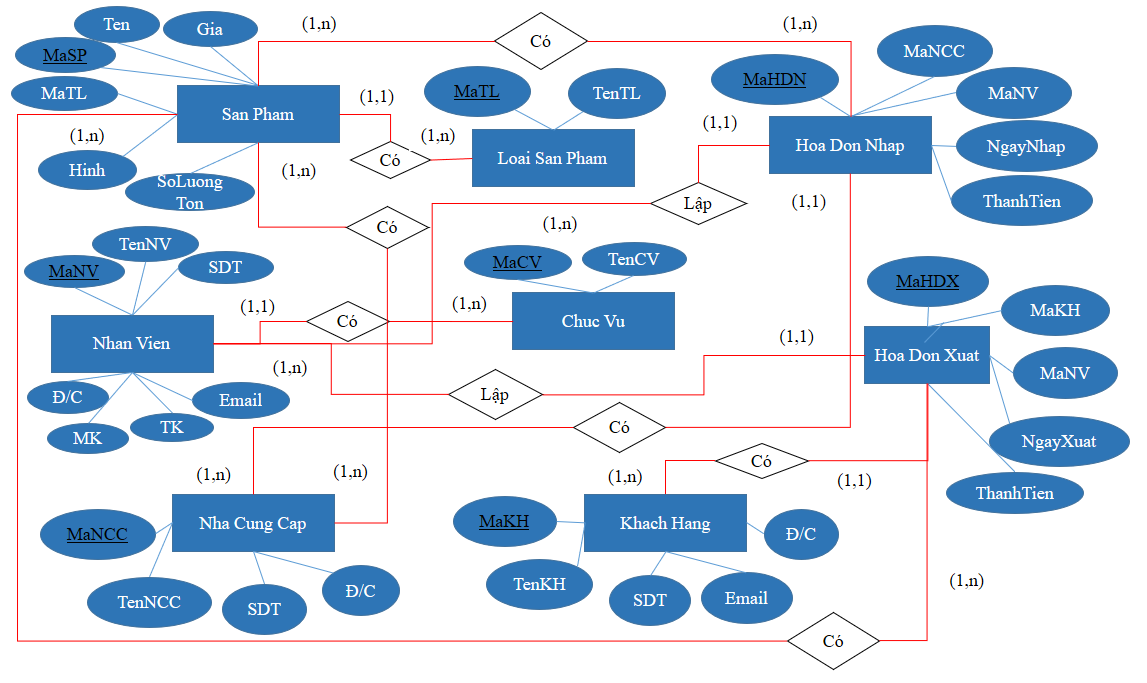 Ten
Gia
(1,n)
Có
(1,n)
MaSP
MaNCC
MaTL
San Pham
(1,1)
MaTL
TenTL
MaHDN
MaNV
(1,n)
(1,n)
(1,1)
Hinh
Có
Loai San Pham
Hoa Don Nhap
NgayNhap
(1,n)
SoLuong
Ton
Lập
(1,1)
ThanhTien
Có
(1,n)
TenNV
MaNV
SDT
MaCV
TenCV
MaHDX
(1,1)
Có
(1,n)
Chuc Vu
MaKH
Nhan Vien
(1,1)
Hoa Don Xuat
(1,n)
MaNV
Đ/C
Email
Lập
MK
TK
Có
NgayXuat
(1,n)
(1,n)
(1,n)
Có
(1,1)
ThanhTien
MaNCC
Nha Cung Cap
MaKH
Khach Hang
Đ/C
TenNCC
SDT
Đ/C
TenKH
SDT
Email
(1,n)
Có